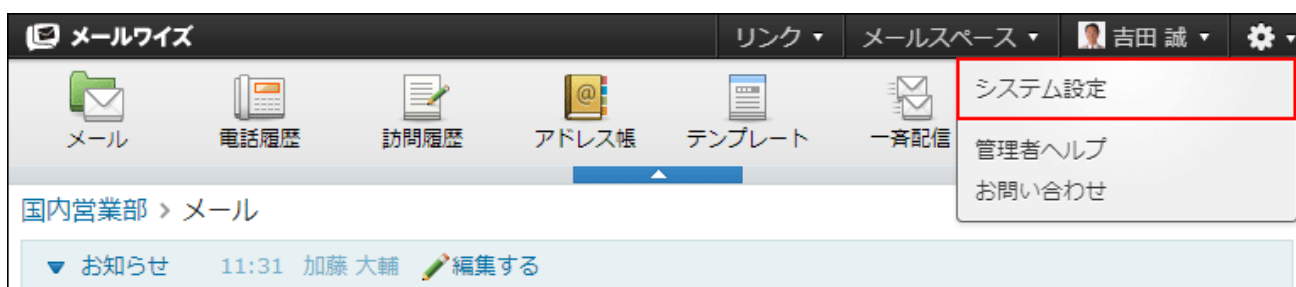 メールワイズ リンク ▼ メールスペース ▼ 吉田 誠 ▼
メール 電話履歴 訪問履歴 アドレス帳 テンプレート 一斉配信
システム設定
管理者ヘルプ
お問い合わせ
国内営業部 > メール
▼ お知らせ 11:31 加藤 大輔 編集する